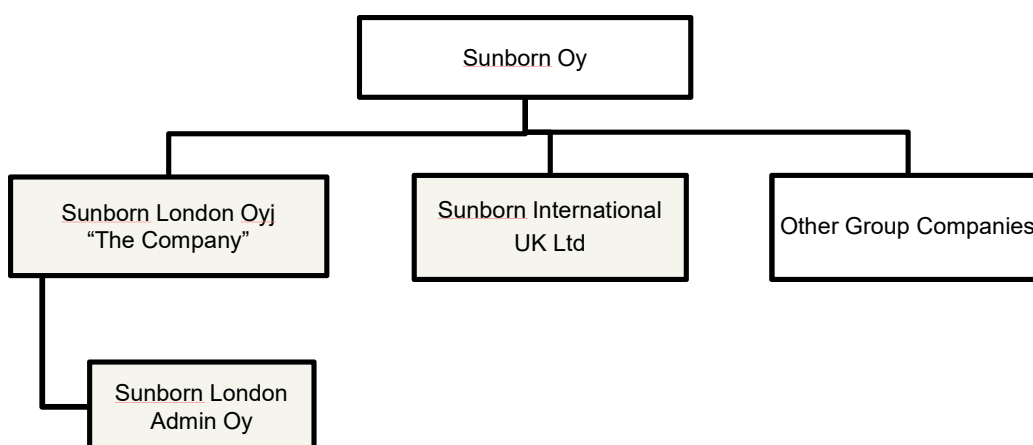 Sunborn Oy
Sunborn London Oyj
“The Company”
Sunborn International
UK Ltd
Other Group Companies
Sunborn London
Admin Oy